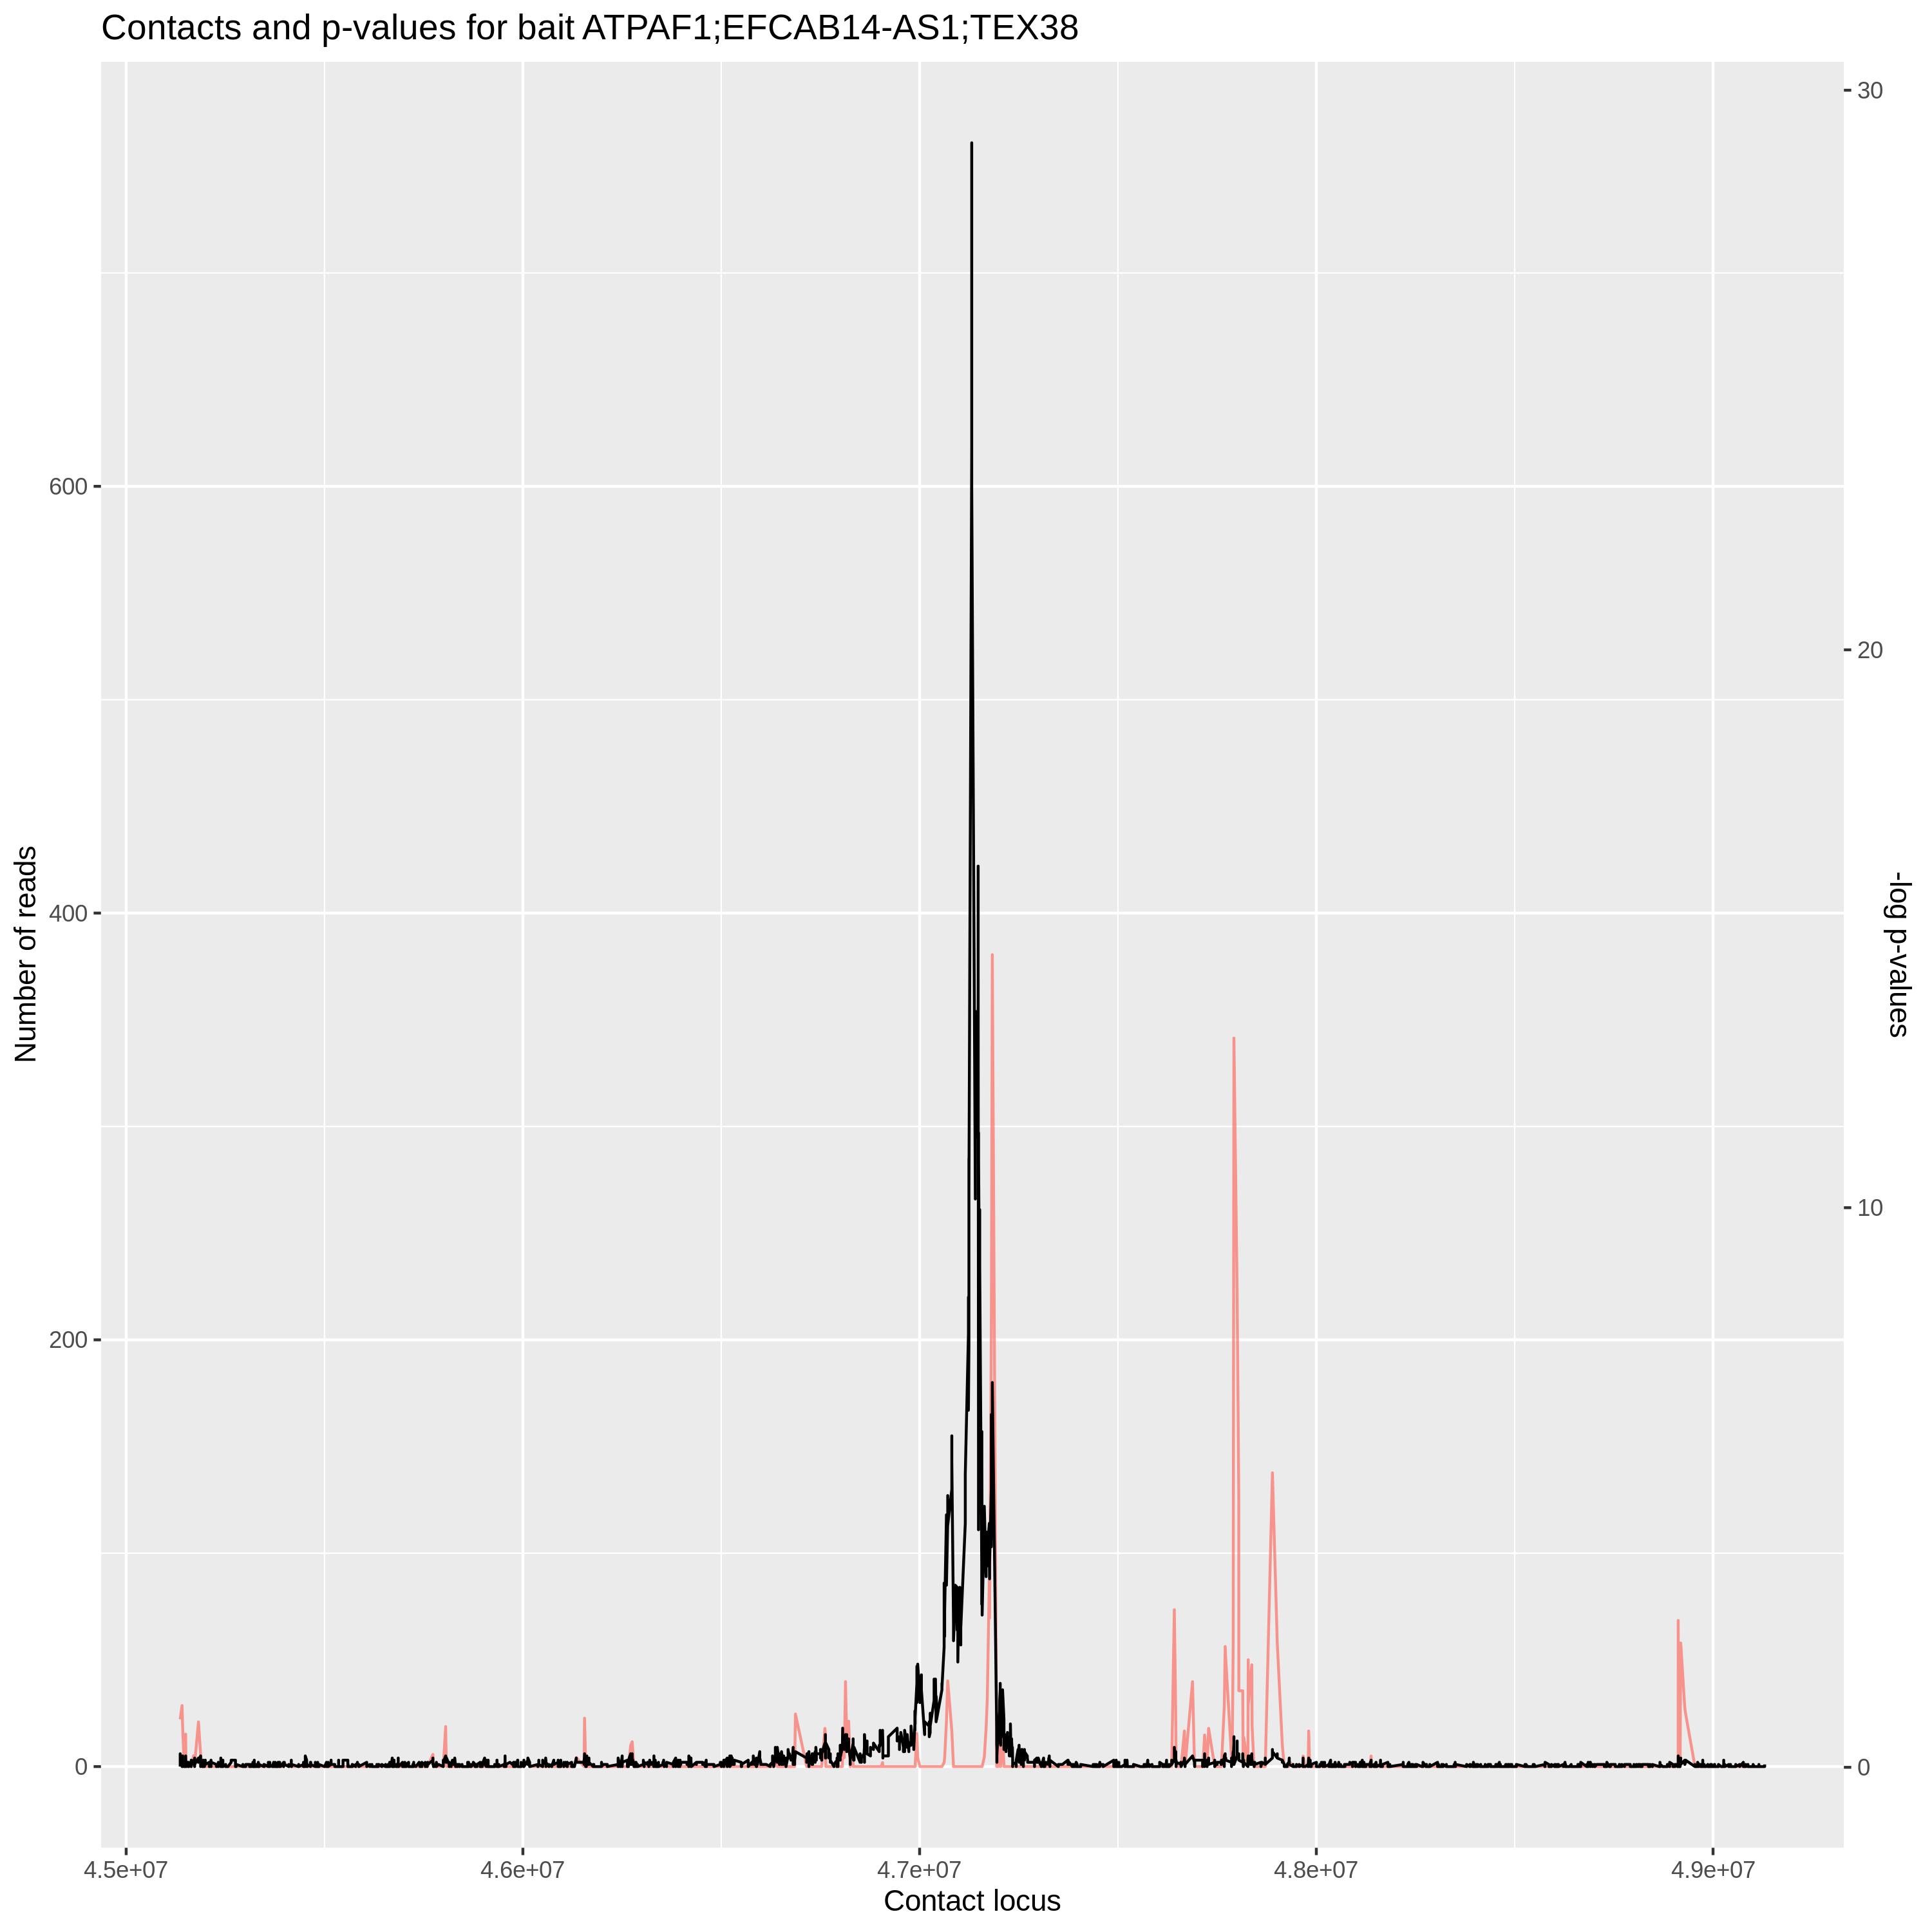 Contacts and p-values for bait ATPAF1;EFCAB14-AS1;TEX38
30
600
20
Number of reads
400
-log p-values
10
200
0
0
4.5e+07 4.6e+07 4.7e+07 4.8e+07 4.9e+07
Contact locus